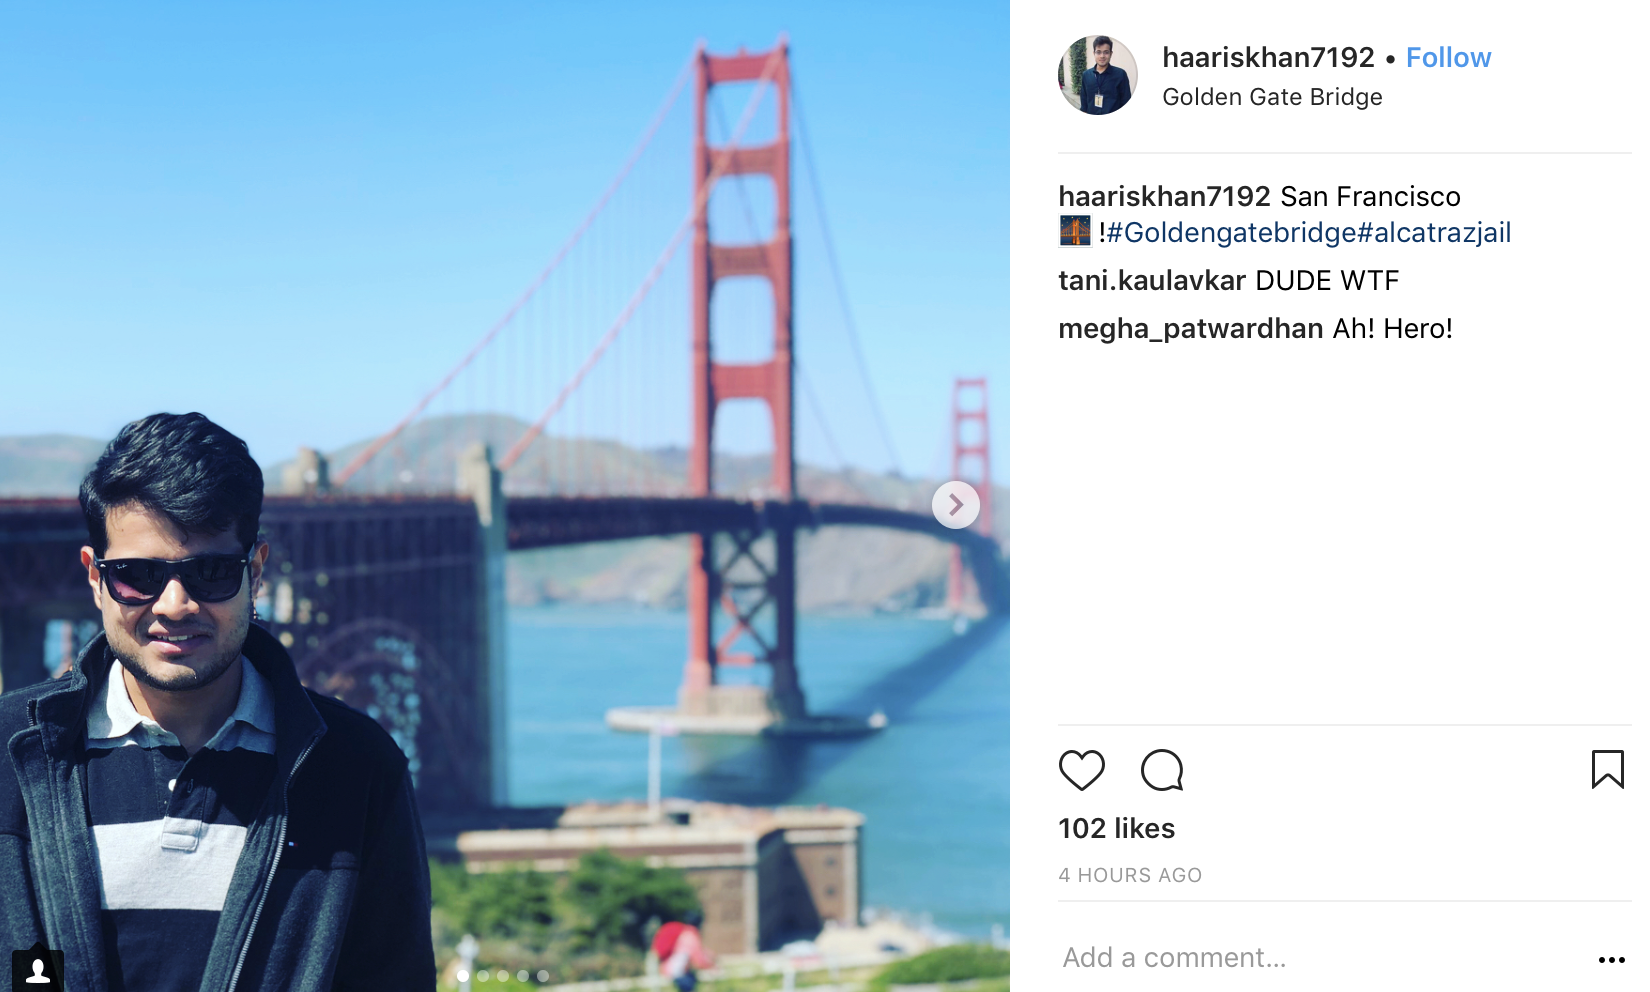 haariskhan7192 • Follow
Golden Gate Bridge
haariskhan7192 San Francisco
🌉 !#Goldengatebridge#alcatrazjail
tani.kaulavkar DUDE WTF
megha_patwardhan Ah! Hero!
102 likes
4 HOURS AGO
Add a comment...